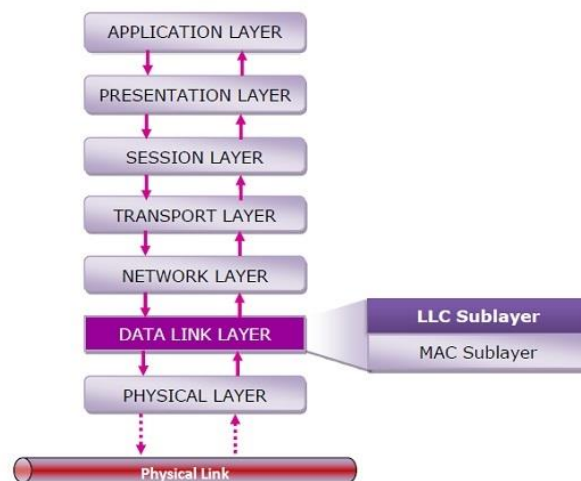 APPLICATION LAYER
PRESENTATION LAYER
SESSION LAYER
TRANSPORT LAYER
NETWORK LAYER
DATA LINK LAYER
LLC Sublayer
MAC Sublayer
PHYSICAL LAYER
Physical Link